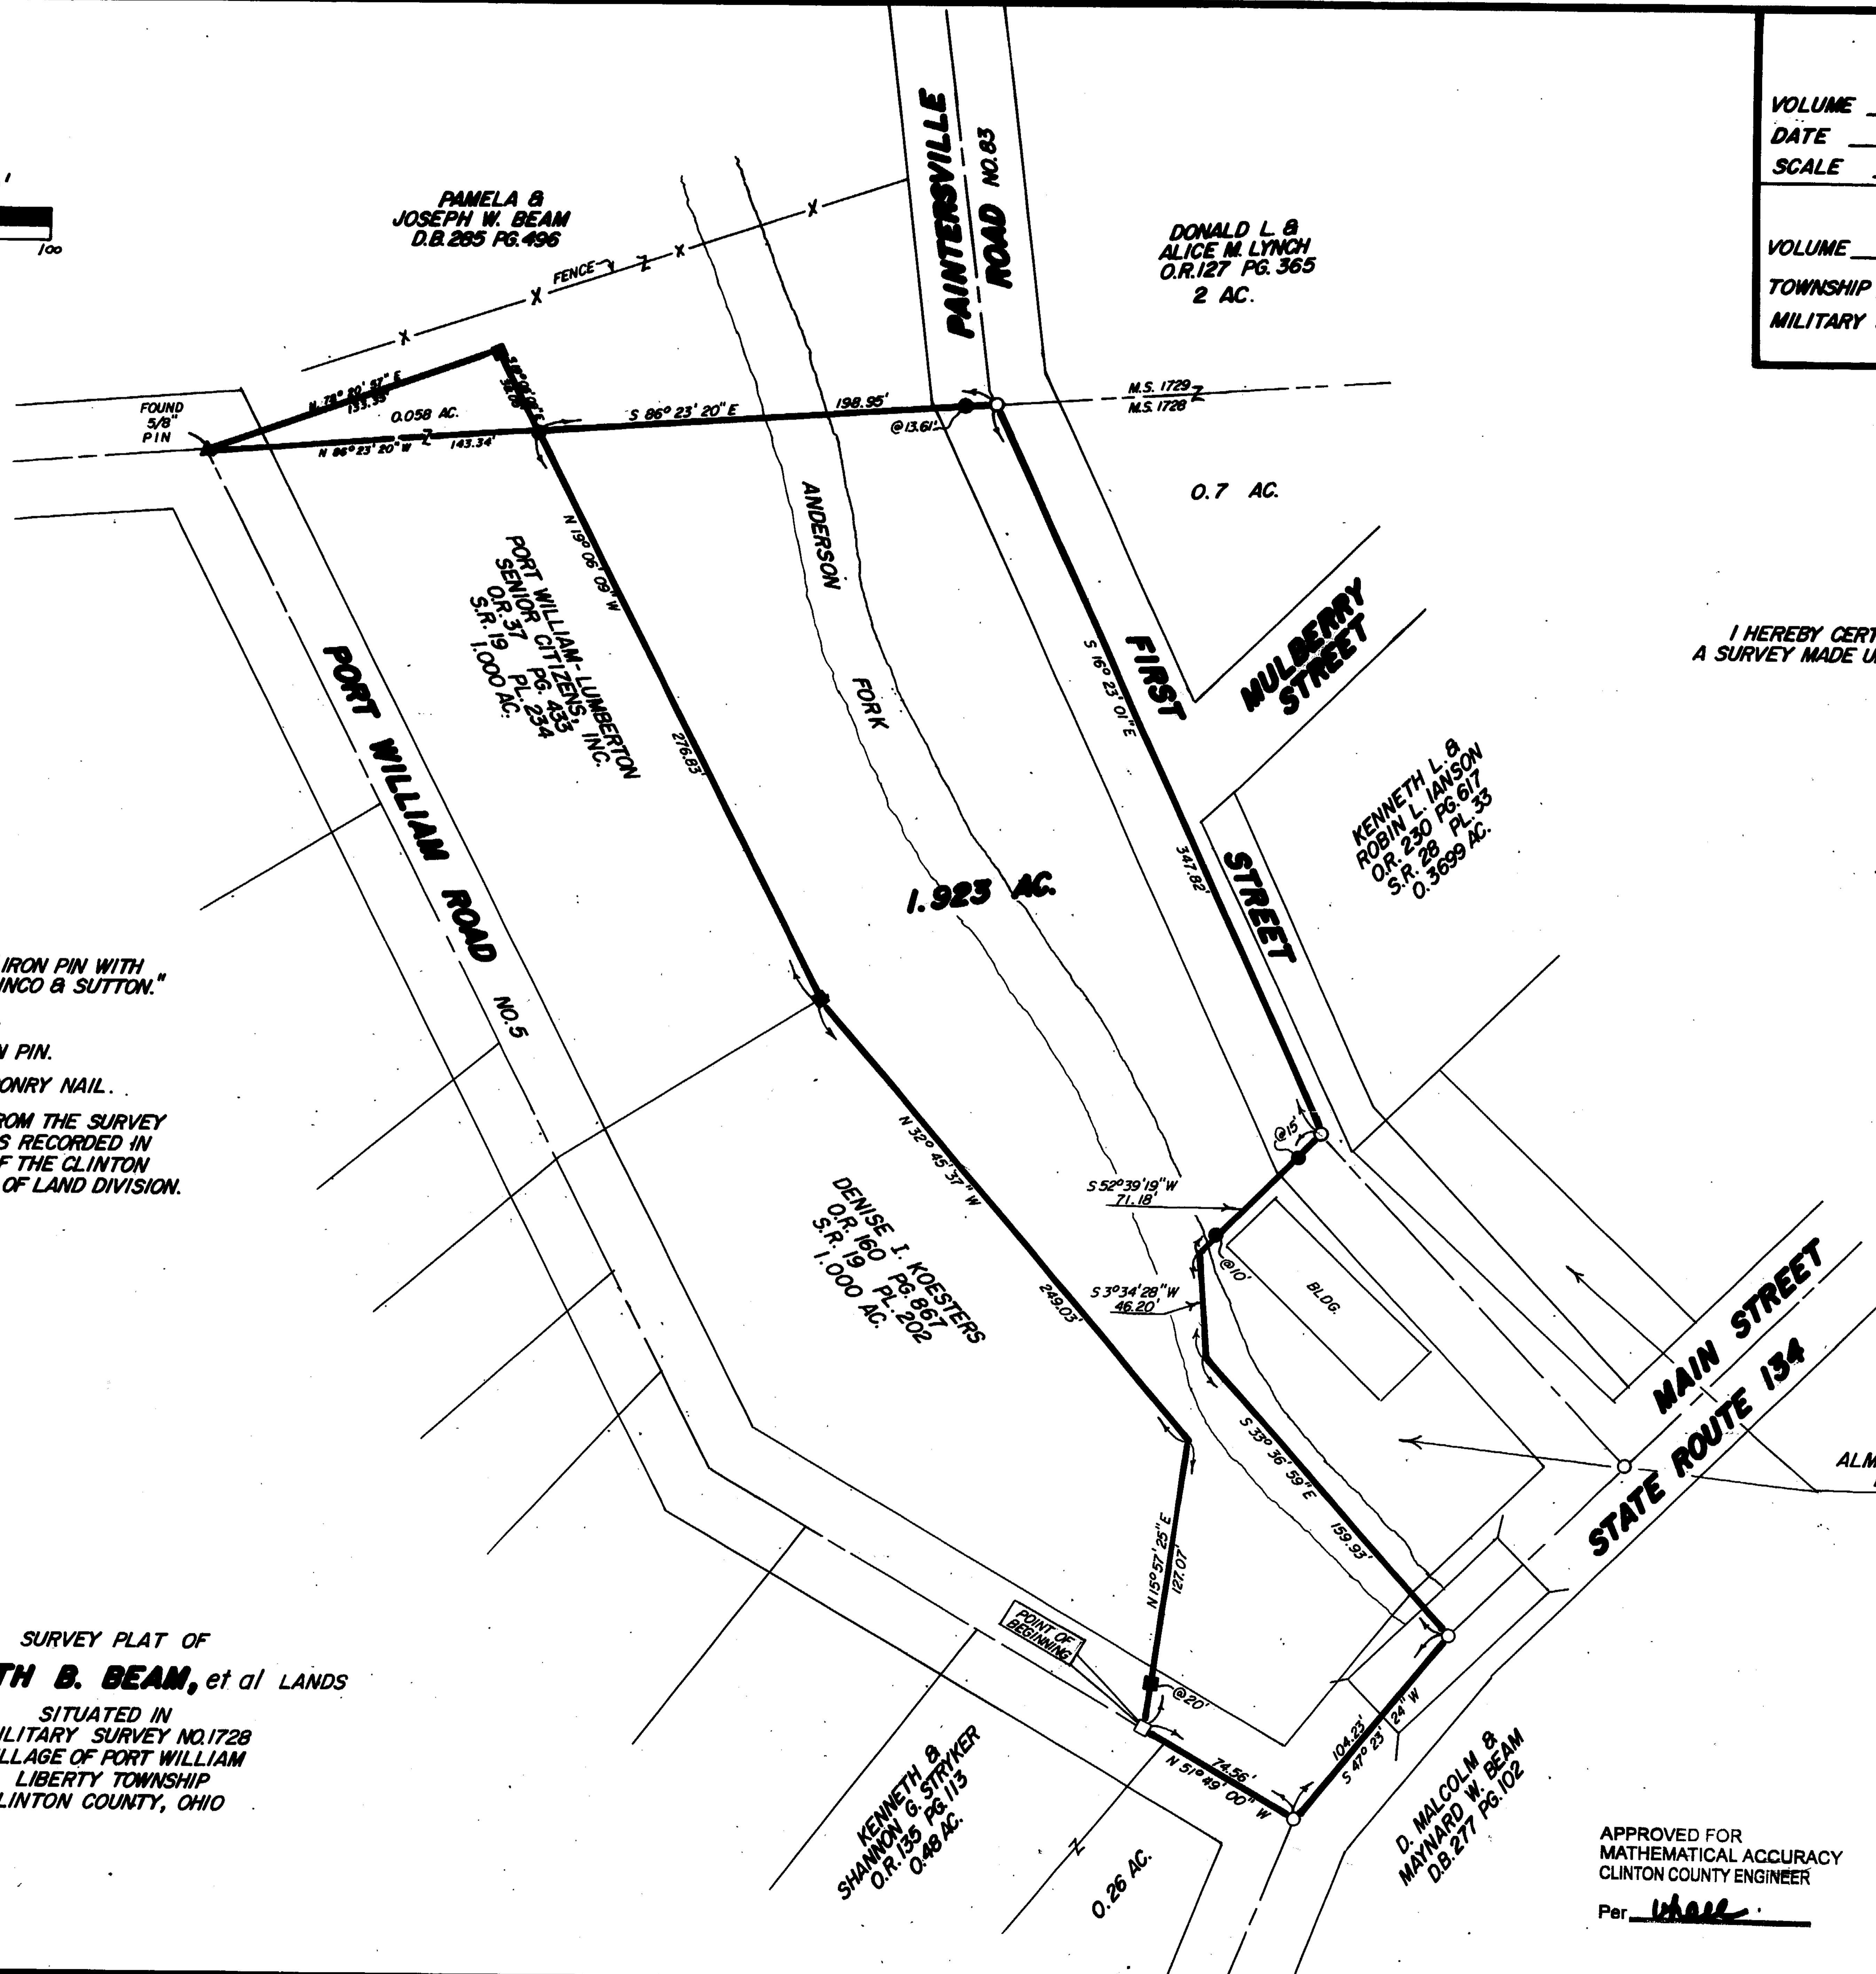 100
VOLUME
DATE
SCALE
VOLUME
TOWNSHIP
MILITARY
PAMELA &
JOSEPH W. BEAM
D.B. 285 PG. 496
FENCE
PAINTERSVILLE
ROAD NO.83
DONALD L. &
ALICE M. LYNCH
O.R.127 PG. 365
2 AC.
M.S. 1729
M.S. 1728
FOUND
5/8"
PIN
N 78° 20' 57" E
133.35'
0.058 AC.
N 86° 23' 20" W 143.34'
S 86° 23' 20" E 198.95'
@13.61'
0.7 AC.
ANDERSON
FORK
N 19° 06' 09" W
276.83'
PORT WILLIAM-LUMBERTON
SENIOR CITIZENS, INC.
O.R. 37 PG. 433
S.R. 19 PL. 234
1.000 AC.
PORT WILLIAM ROAD NO.5
S 16° 23' 01" E
347.82'
FIRST
STREET
MULBERRY
STREET
I HEREBY CERT
A SURVEY MADE U
KENNETH L. &
ROBIN L. IANSON
O.R. 230 PG. 617
S.R. 28 PL. 33
0.3699 AC.
1.923 AC.
IRON PIN WITH
INCO & SUTTON."
N PIN.
ONRY NAIL.
ROM THE SURVEY
S RECORDED IN
F THE CLINTON
OF LAND DIVISION.
N 32° 45' 37" W
249.03'
@15'
S 52° 39' 19" W
71.18'
@10'
S 3° 34' 28" W
46.20'
BLDG.
DENISE I. KOESTERS
O.R. 160 PG. 867
S.R. 19 PL. 202
1.000 AC.
S 33° 36' 59" E
159.93'
MAIN STREET
STATE ROUTE 134
ALM
N 15° 57' 25" E
127.07'
POINT OF
BEGINNING
@20'
74.56'
N 51° 49' 00" W
104.23'
S 47° 23' 24" W
SURVEY PLAT OF
TH B. BEAM, et al LANDS
SITUATED IN
ILITARY SURVEY NO.1728
LLAGE OF PORT WILLIAM
LIBERTY TOWNSHIP
LINTON COUNTY, OHIO
KENNETH &
SHANNON G. STRYKER
O.R. 135 PG. 113
0.48 AC.
0.26 AC.
D. MALCOLM &
MAYNARD W. BEAM
D.B. 277 PG. 102
APPROVED FOR
MATHEMATICAL ACCURACY
CLINTON COUNTY ENGINEER
Per